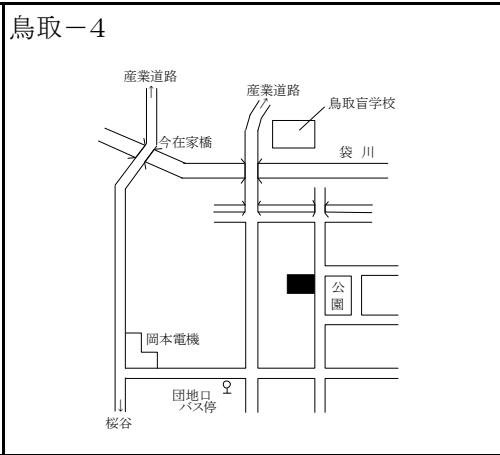 鳥取－4
産業道路
産業道路
鳥取盲学校
今在家橋
袋川
公
園
岡本電機
団地口
バス停
桜谷